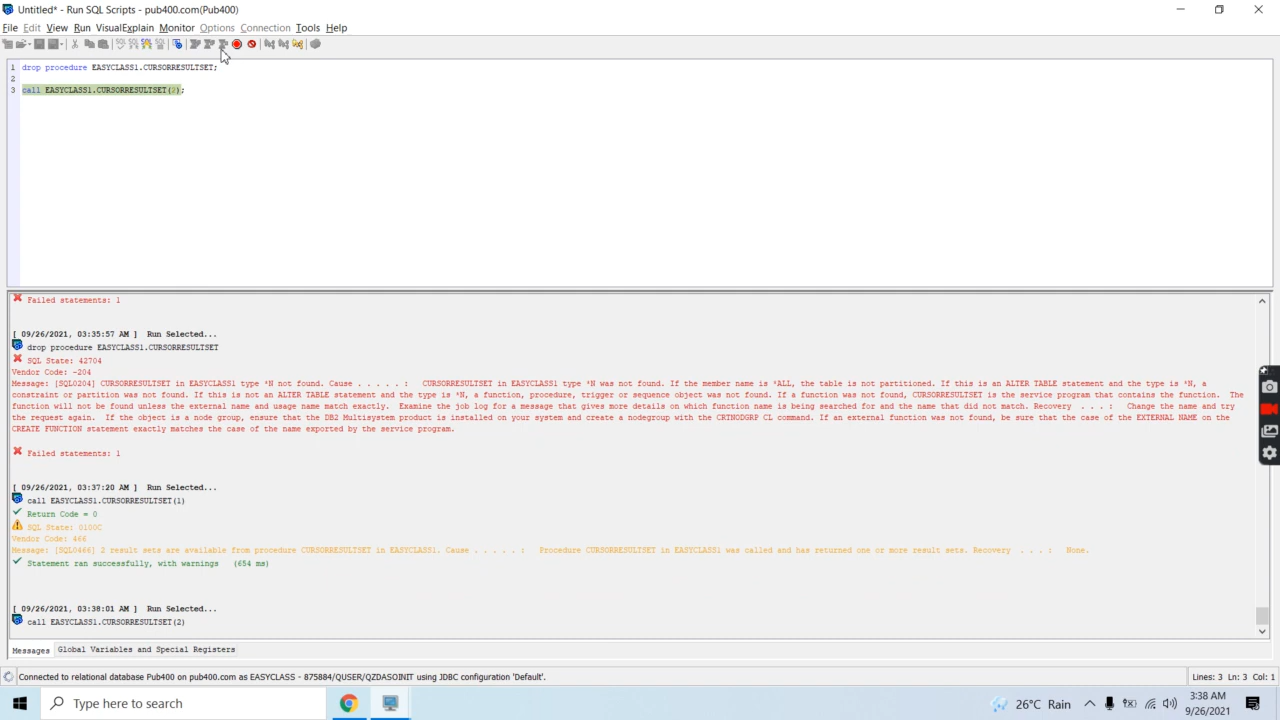 Untitled* - Run SQL Scripts - pub400.com(Pub400)
File Edit View Run VisualExplain Monitor Options Connection Tools Help
1 drop procedure EASYCLASS1.CURSORRESULTSET;
2
3 call EASYCLASS1.CURSORRESULTSET(2);
Failed statements: 1
[ 09/26/2021, 03:35:57 AM ] Run Selected...
drop procedure EASYCLASS1.CURSORRESULTSET
SQL State: 42704
Vendor Code: -204
Message: [SQL0204] CURSORRESULTSET in EASYCLASS1 type *N not found. Cause . . . . . : CURSORRESULTSET in EASYCLASS1 type *N was not found. If the member name is *ALL, the table is not partitioned. If this is an ALTER TABLE statement and the type is *N, a
constraint or partition was not found. If this is not an ALTER TABLE statement and the type is *N, a function, procedure, trigger or sequence object was not found. If a function was not found, CURSORRESULTSET is the service program that contains the function. The
function will not be found unless the external name and usage name match exactly. Examine the job log for a message that gives more details on which function name is being searched for and the name that did not match. Recovery . . . : Change the name and try
the request again. If the object is a node group, ensure that the DB2 Multisystem product is installed on your system and create a nodegroup with the CRTNODGRP CL command. If an external function was not found, be sure that the case of the EXTERNAL NAME on the
CREATE FUNCTION statement exactly matches the case of the name exported by the service program.
Failed statements: 1
[ 09/26/2021, 03:37:20 AM ] Run Selected...
call EASYCLASS1.CURSORRESULTSET(1)
Return Code = 0
SQL State: 0100C
Vendor Code: 466
Message: [SQL0466] 2 result sets are available from procedure CURSORRESULTSET in EASYCLASS1. Cause . . . . . : Procedure CURSORRESULTSET in EASYCLASS1 was called and has returned one or more result sets. Recovery . . . : None.
Statement ran successfully, with warnings (654 ms)
[ 09/26/2021, 03:38:01 AM ] Run Selected...
call EASYCLASS1.CURSORRESULTSET(2)
Messages Global Variables and Special Registers
Connected to relational database Pub400 on pub400.com as EASYCLASS - 875884/QUSER/QZDASOINIT using JDBC configuration 'Default'. Lines: 3 Ln: 3 Col: 1
Type here to search 26°C Rain 3:38 AM
9/26/2021